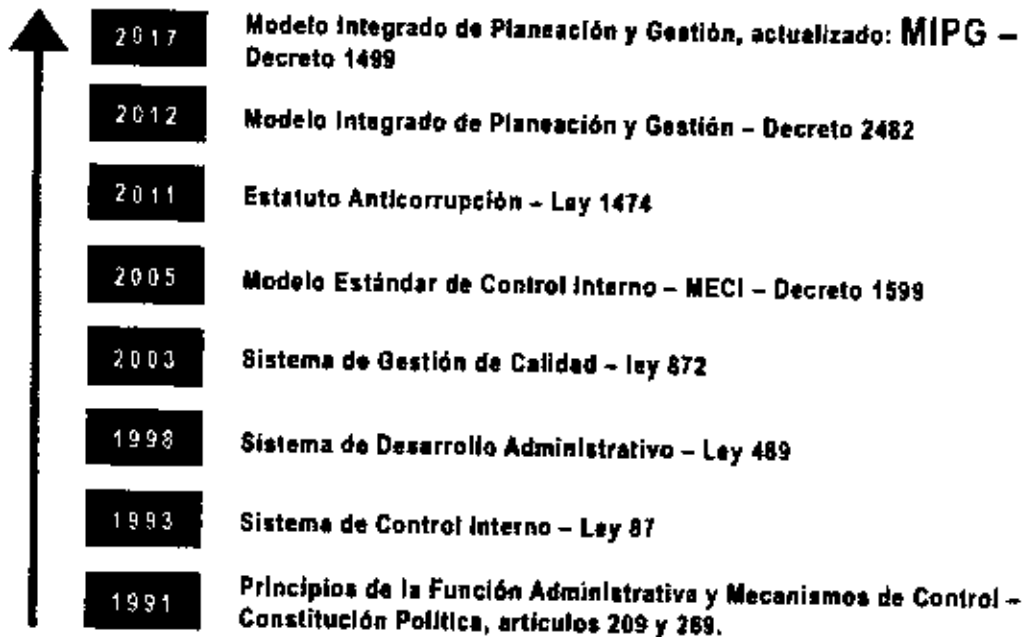 2017
Modelo Integrado de Planeación y Gestión, actualizado: MIPG –
Decreto 1499
2012
Modelo Integrado de Planeación y Gestión – Decreto 2482
2011
Estatuto Anticorrupción – Ley 1474
2005
Modelo Estándar de Control Interno – MECI – Decreto 1599
2003
Sistema de Gestión de Calidad – ley 872
1998
Sistema de Desarrollo Administrativo – Ley 489
1993
Sistema de Control Interno – Ley 87
1991
Principios de la Función Administrativa y Mecanismos de Control –
Constitución Política, artículos 209 y 269.